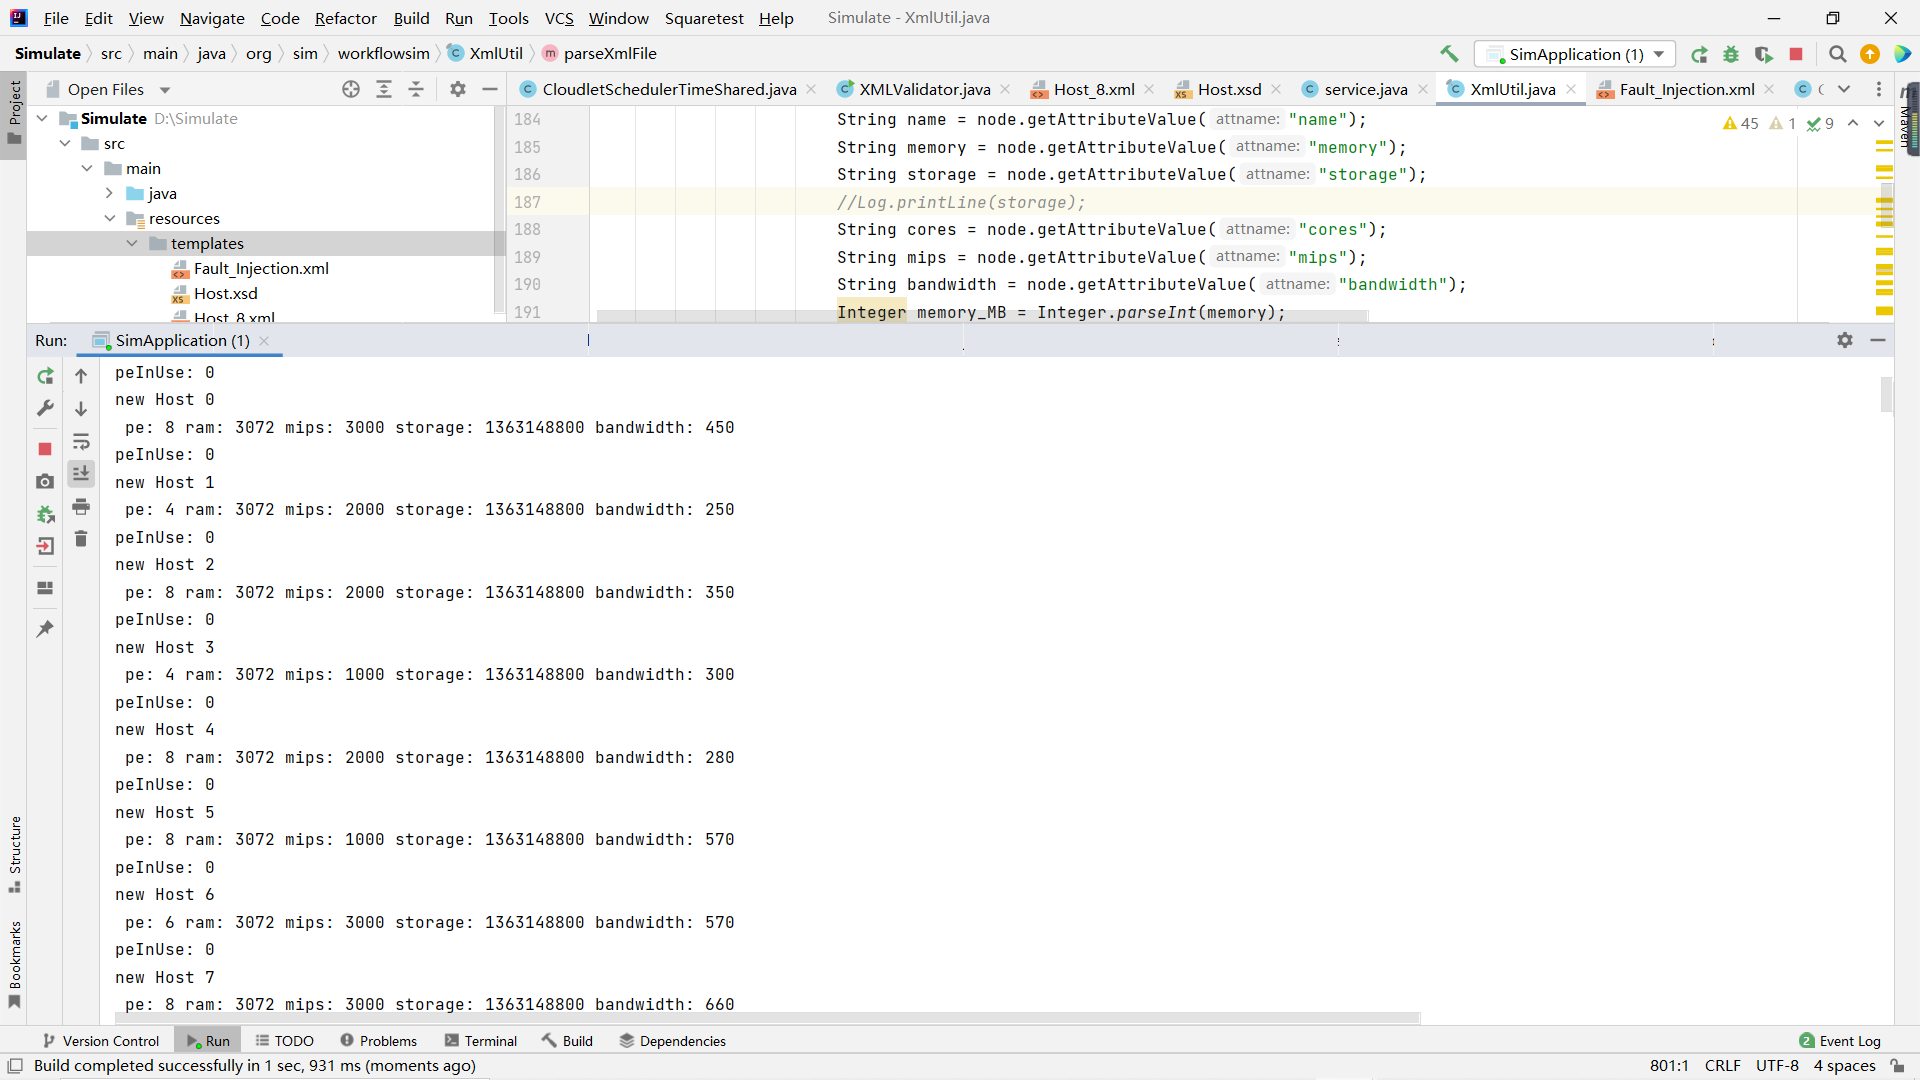 File Edit View Navigate Code Refactor Build Run Tools VCS Window Squaretest Help Simulate - XmlUtil.java
Simulate src main java org sim workflowsim XmlUtil parseXmlFile
SimApplication (1)
Project
Open Files
CloudletSchedulerTimeShared.java XMLValidator.java Host_8.xml Host.xsd service.java XmlUtil.java Fault_Injection.xml
Maven
Simulate D:\Simulate
src
main
java
resources
templates
Fault_Injection.xml
Host.xsd
Host_8.xml
45 1 9
184 String name = node.getAttributeValue( attname: "name");
185 String memory = node.getAttributeValue( attname: "memory");
186 String storage = node.getAttributeValue( attname: "storage");
187 //Log.printLine(storage);
188 String cores = node.getAttributeValue( attname: "cores");
189 String mips = node.getAttributeValue( attname: "mips");
190 String bandwidth = node.getAttributeValue( attname: "bandwidth");
191 Integer memory_MB = Integer.parseInt(memory);
Run: SimApplication (1)
peInUse: 0
new Host 0
pe: 8 ram: 3072 mips: 3000 storage: 1363148800 bandwidth: 450
peInUse: 0
new Host 1
pe: 4 ram: 3072 mips: 2000 storage: 1363148800 bandwidth: 250
peInUse: 0
new Host 2
pe: 8 ram: 3072 mips: 2000 storage: 1363148800 bandwidth: 350
peInUse: 0
new Host 3
pe: 4 ram: 3072 mips: 1000 storage: 1363148800 bandwidth: 300
peInUse: 0
new Host 4
pe: 8 ram: 3072 mips: 2000 storage: 1363148800 bandwidth: 280
peInUse: 0
new Host 5
pe: 8 ram: 3072 mips: 1000 storage: 1363148800 bandwidth: 570
peInUse: 0
new Host 6
pe: 6 ram: 3072 mips: 3000 storage: 1363148800 bandwidth: 570
peInUse: 0
new Host 7
pe: 8 ram: 3072 mips: 3000 storage: 1363148800 bandwidth: 660
Structure
Bookmarks
Version Control Run TODO Problems Terminal Build Dependencies 2 Event Log
Build completed successfully in 1 sec, 931 ms (moments ago) 801:1 CRLF UTF-8 4 spaces